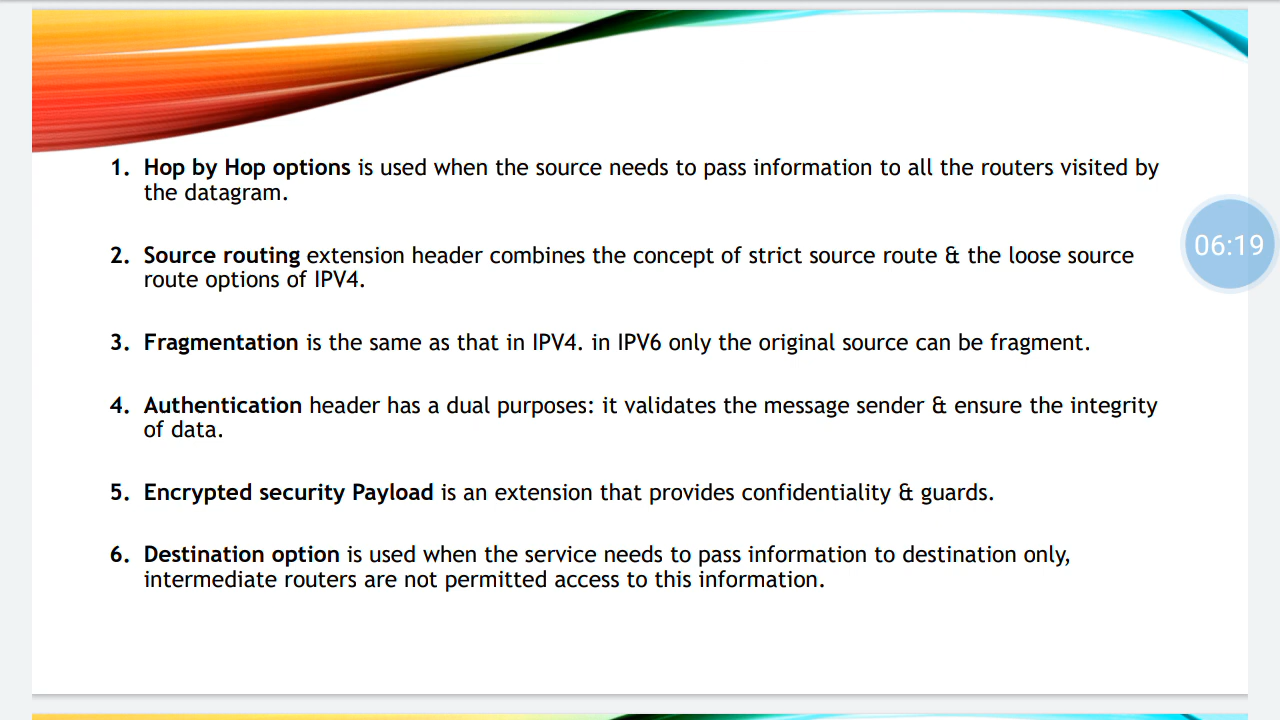 1. Hop by Hop options is used when the source needs to pass information to all the routers visited by
the datagram.
2. Source routing extension header combines the concept of strict source route & the loose source
route options of IPV4.
06:19
3. Fragmentation is the same as that in IPV4. in IPV6 only the original source can be fragment.
4. Authentication header has a dual purposes: it validates the message sender & ensure the integrity
of data.
5. Encrypted security Payload is an extension that provides confidentiality & guards.
6. Destination option is used when the service needs to pass information to destination only,
intermediate routers are not permitted access to this information.